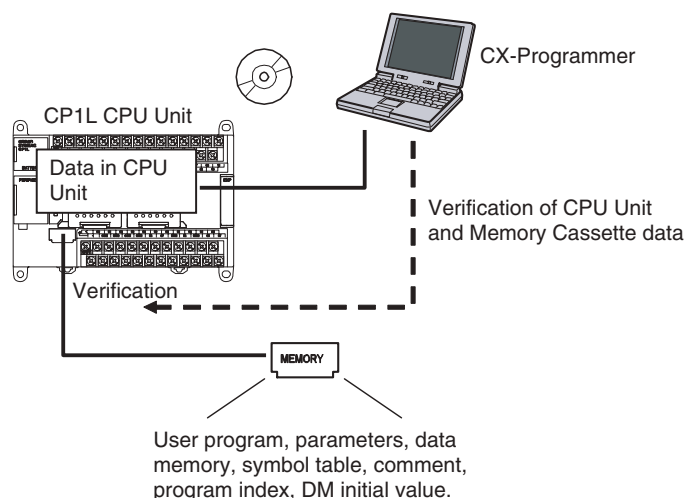 CX-Programmer
CP1L CPU Unit
Data in CPU
Unit
Verification of CPU Unit
and Memory Cassette data
Verification
MEMORY
User program, parameters, data
memory, symbol table, comment,
program index, DM initial value.